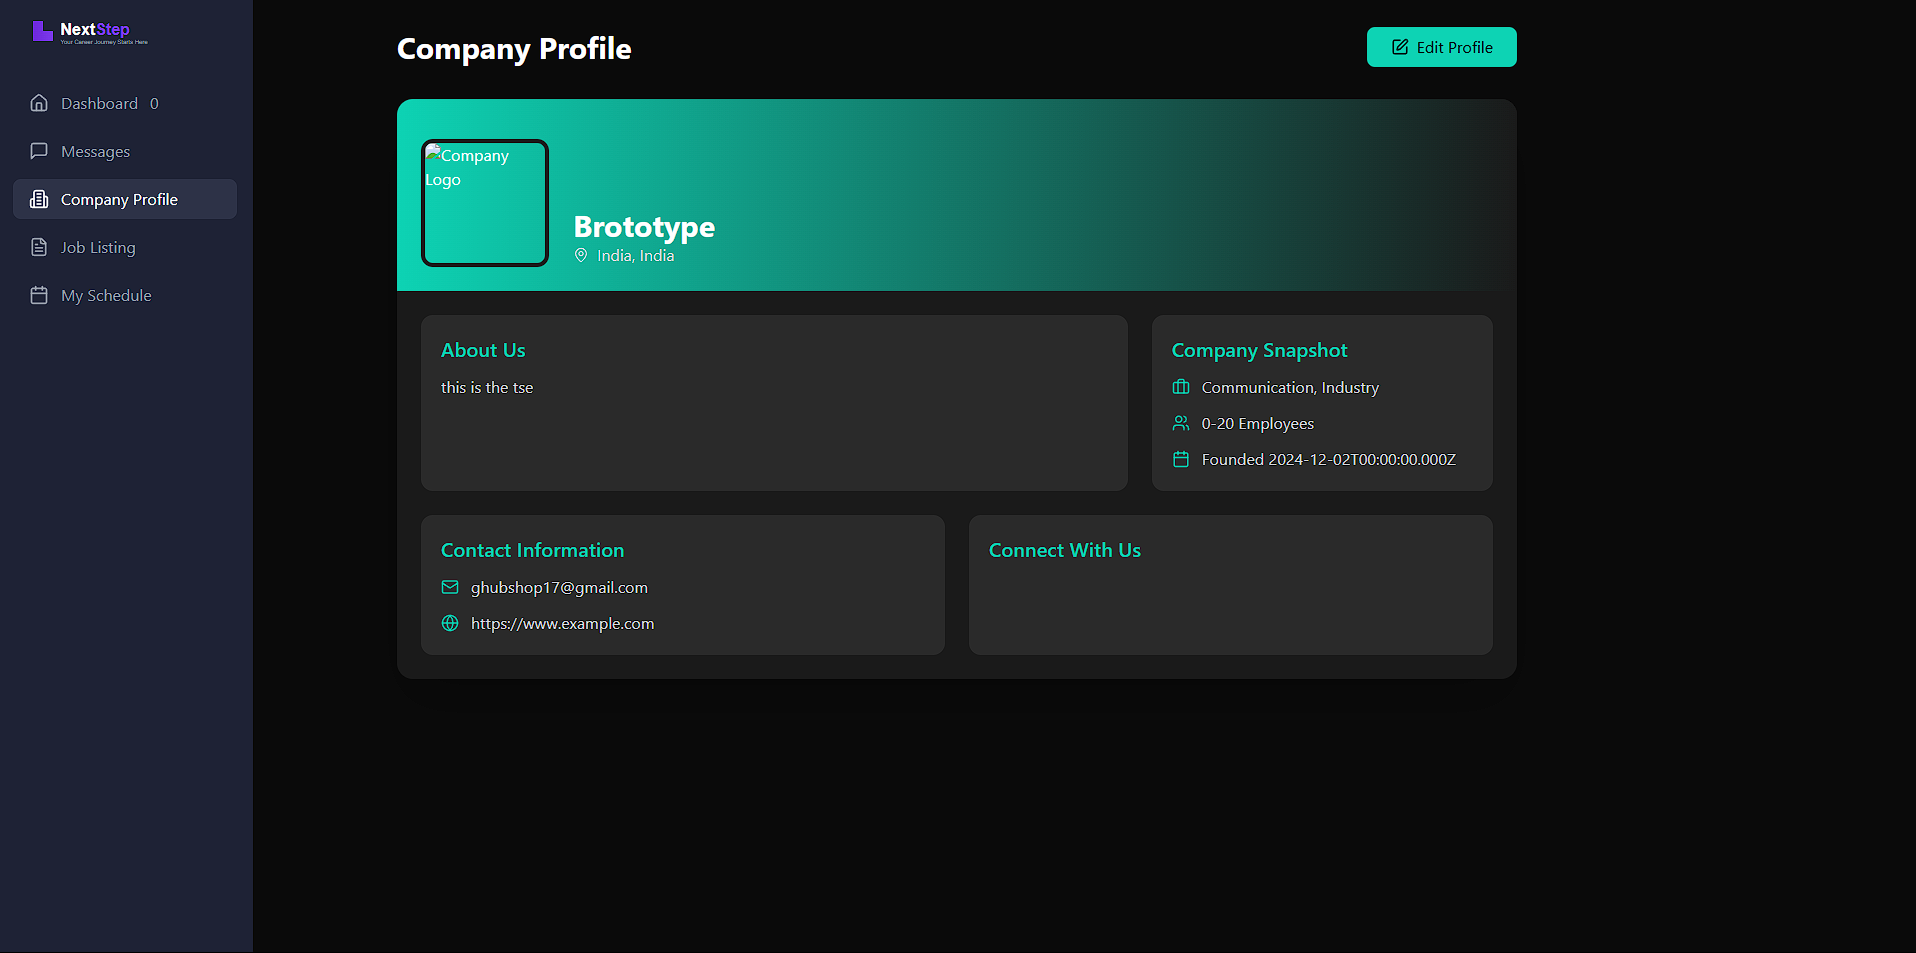 NextStep
Your Career Journey Starts Here
Dashboard 0
Messages
Company Profile
Job Listing
My Schedule
Company Profile
Edit Profile
Company
Logo
Brototype
India, India
About Us
this is the tse
Company Snapshot
Communication, Industry
0-20 Employees
Founded 2024-12-02T00:00:00.000Z
Contact Information
ghubshop17@gmail.com
https://www.example.com
Connect With Us